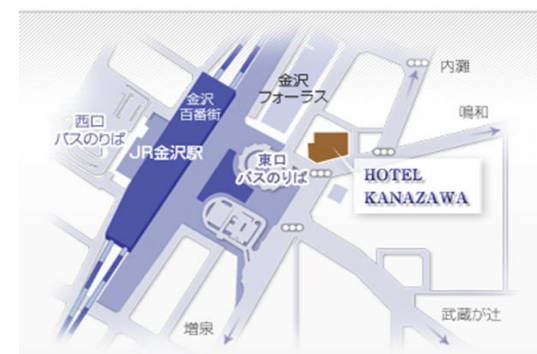 内灘
金沢
フォーラス
金沢
百番街
鳴和
西口
バスのりば
JR金沢駅
東口
バスのりば
HOTEL
KANAZAWA
武蔵が辻
増泉